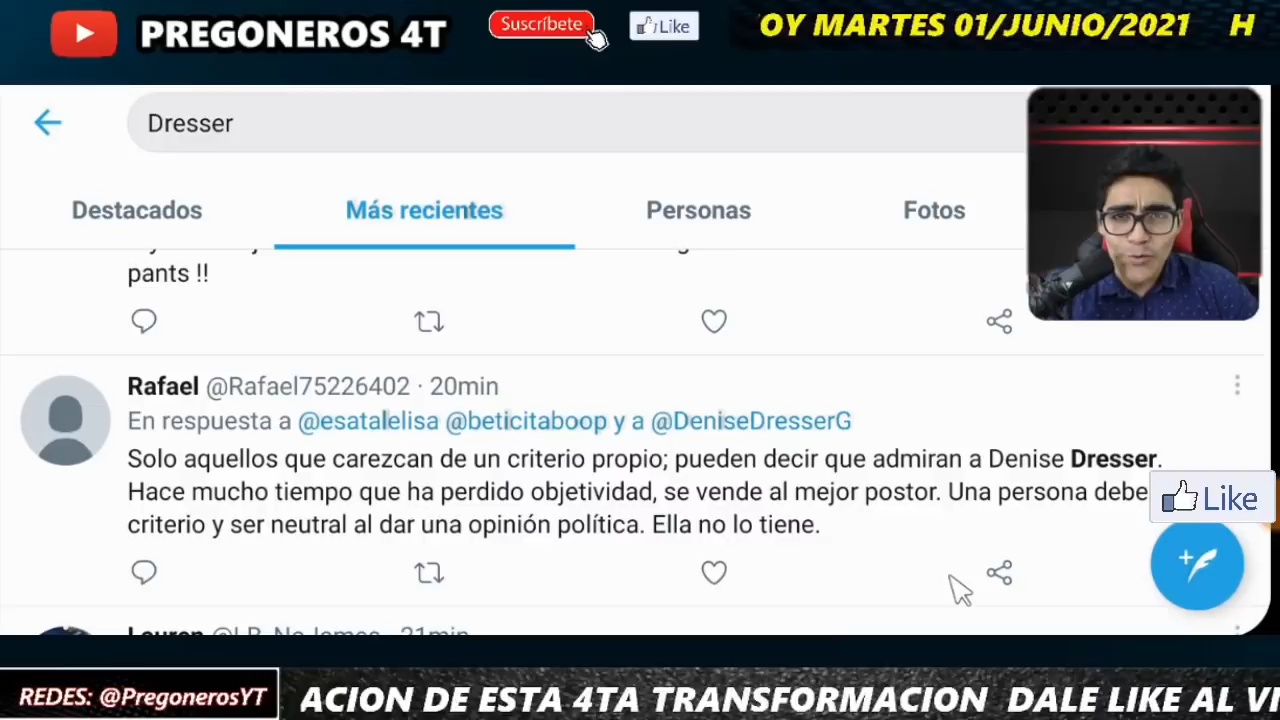 PREGONEROS 4T
Suscríbete
Like
OY MARTES 01/JUNIO/2021 H
Dresser
Destacados
Más recientes
Personas
Fotos
pants !!
Rafael @Rafael75226402 · 20min
En respuesta a @esatalelisa @beticitaboop y a @DeniseDresserG
Solo aquellos que carezcan de un criterio propio; pueden decir que admiran a Denise Dresser.
Hace mucho tiempo que ha perdido objetividad, se vende al mejor postor. Una persona debe
Like
criterio y ser neutral al dar una opinión política. Ella no lo tiene.
21min
REDES: @PregonerosYT
ACION DE ESTA 4TA TRANSFORMACION DALE LIKE AL VI